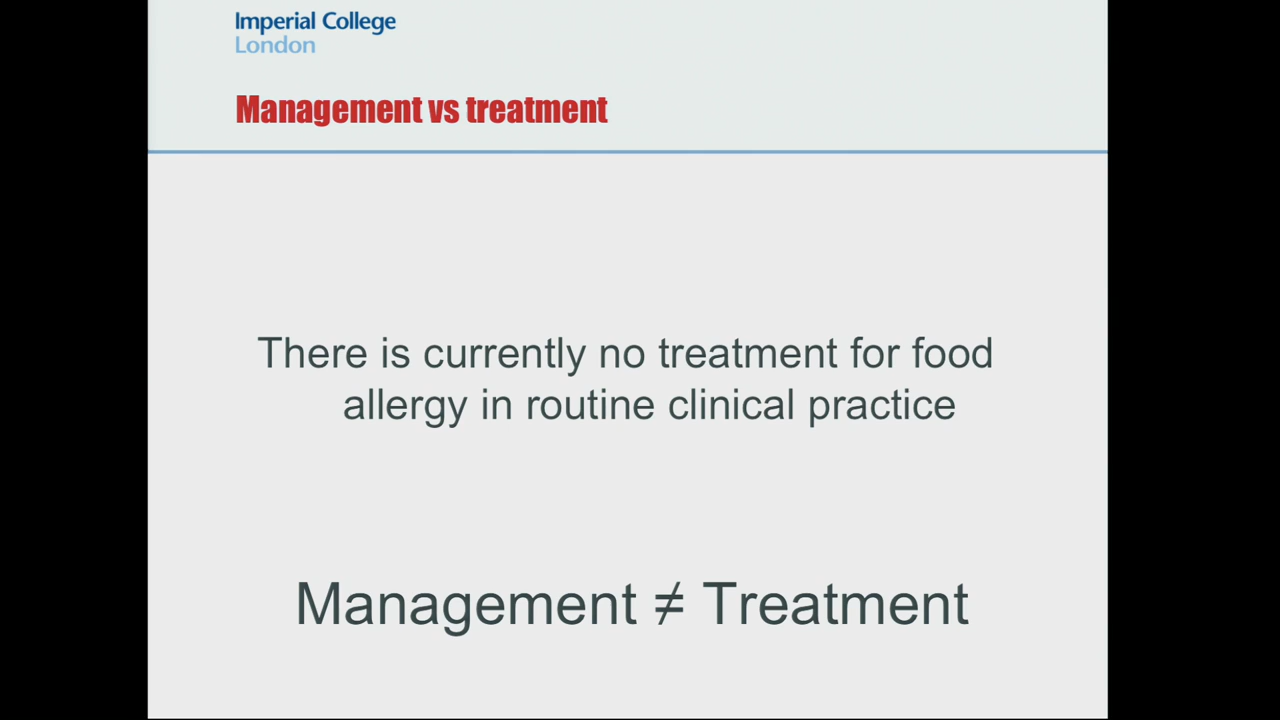 Imperial College
London
Management vs treatment
There is currently no treatment for food
allergy in routine clinical practice
Management ≠ Treatment